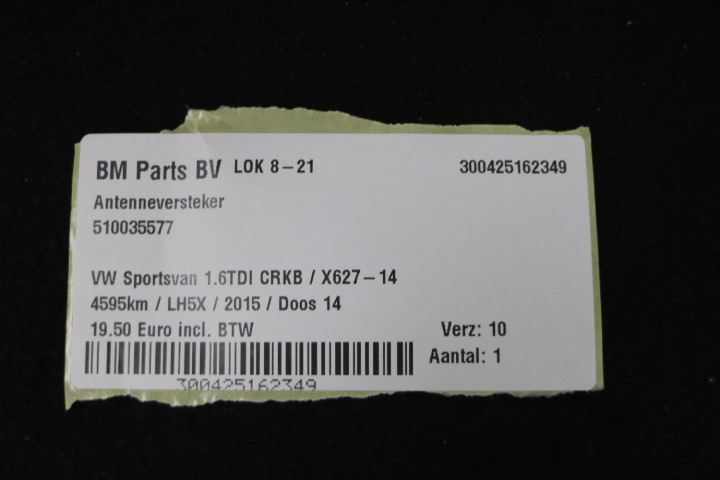 BM Parts BV LOK 8-21 300425162349
Antenneversteker
510035577
VW Sportsvan 1.6TDI CRKB / X627-14
4595km / LH5X / 2015 / Doos 14
19.50 Euro incl. BTW Verz: 10
Aantal: 1
300425162349